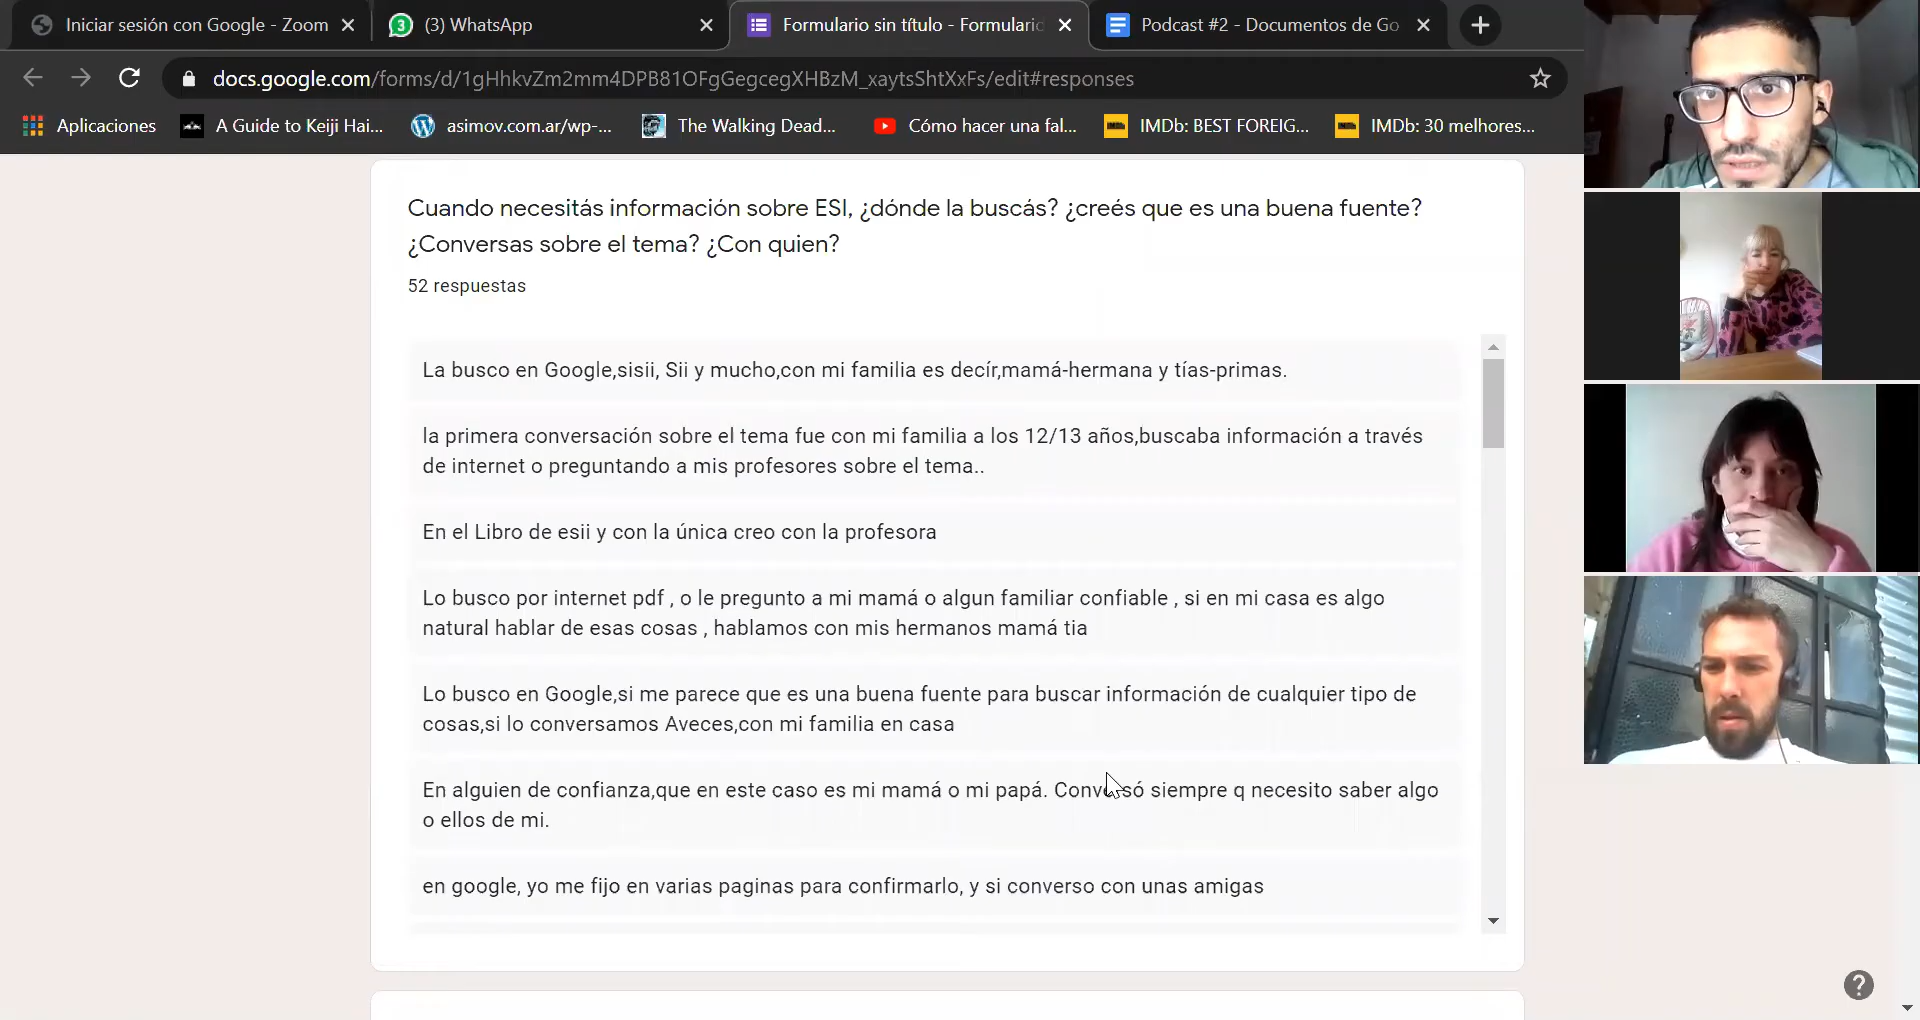 Iniciar sesión con Google - Zoom
(3) WhatsApp
Formulario sin título - Formulario
Podcast #2 - Documentos de Go
docs.google.com/forms/d/1gHhkvZm2mm4DPB81OFgGegcegXHBzM_xaytsShtXxFs/edit#responses
Aplicaciones
A Guide to Keiji Hai...
asimov.com.ar/wp-...
The Walking Dead...
Cómo hacer una fal...
IMDb: BEST FOREIG...
IMDb: 30 melhores...
Cuando necesitás información sobre ESI, ¿dónde la buscás? ¿creés que es una buena fuente?
¿Conversas sobre el tema? ¿Con quien?
52 respuestas
La busco en Google,sisii, Sii y mucho,con mi familia es decír,mamá-hermana y tías-primas.
la primera conversación sobre el tema fue con mi familia a los 12/13 años,buscaba información a través
de internet o preguntando a mis profesores sobre el tema..
En el Libro de esii y con la única creo con la profesora
Lo busco por internet pdf , o le pregunto a mi mamá o algun familiar confiable , si en mi casa es algo
natural hablar de esas cosas , hablamos con mis hermanos mamá tia
Lo busco en Google,si me parece que es una buena fuente para buscar información de cualquier tipo de
cosas,si lo conversamos Aveces,con mi familia en casa
En alguien de confianza,que en este caso es mi mamá o mi papá. Conversó siempre q necesito saber algo
o ellos de mi.
en google, yo me fijo en varias paginas para confirmarlo, y si converso con unas amigas